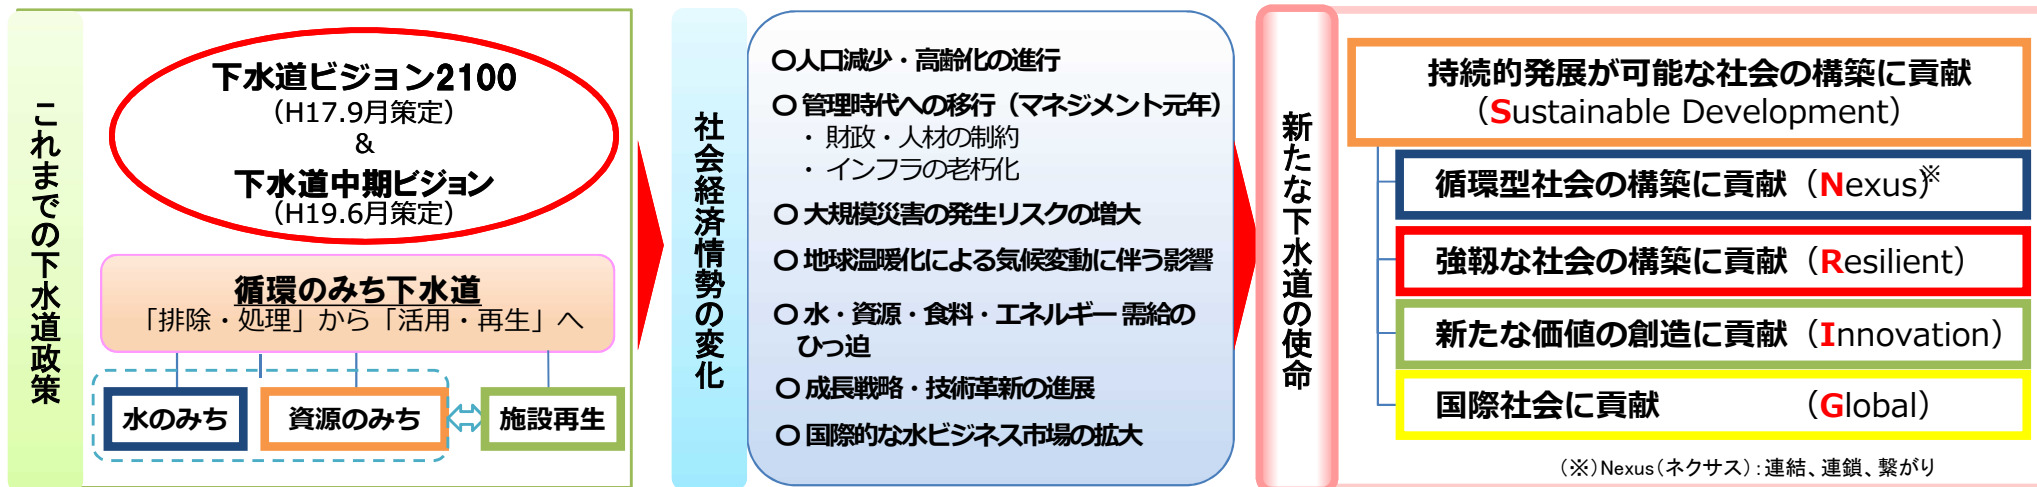 これまでの下水道政策
下水道ビジョン2100
(H17.9月策定)
&
下水道中期ビジョン
(H19.6月策定)
循環のみち下水道
「排除・処理」から「活用・再生」へ
水のみち
資源のみち
施設再生
社会経済情勢の変化
○人口減少・高齢化の進行
○ 管理時代への移行（マネジメント元年）
・ 財政・人材の制約
・ インフラの老朽化
○ 大規模災害の発生リスクの増大
○ 地球温暖化による気候変動に伴う影響
○ 水・資源・食料・エネルギー 需給の
ひっ迫
○ 成長戦略・技術革新の進展
○ 国際的な水ビジネス市場の拡大
新たな下水道の使命
持続的発展が可能な社会の構築に貢献
（Sustainable Development）
循環型社会の構築に貢献（Nexus）※
強靱な社会の構築に貢献（Resilient）
新たな価値の創造に貢献（Innovation）
国際社会に貢献（Global）
(※)Nexus(ネクサス)：連結、連鎖、繋がり